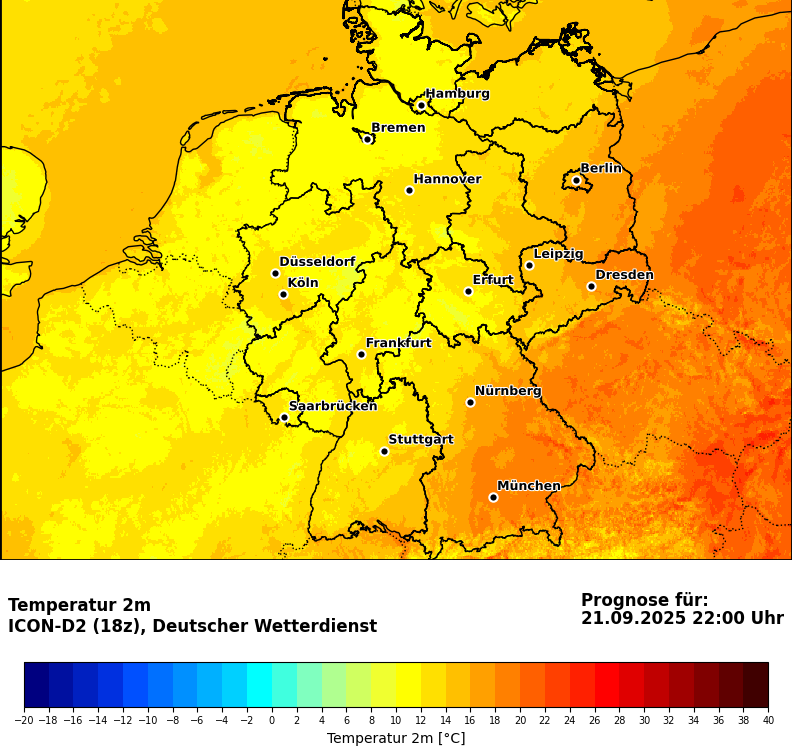 Hamburg
Bremen
Berlin
Hannover
Leipzig
Düsseldorf
Dresden
Erfurt
Köln
Frankfurt
Nürnberg
Saarbrücken
Stuttgart
München
Temperatur 2m
ICON-D2 (18z), Deutscher Wetterdienst
Prognose für:
21.09.2025 22:00 Uhr
−20 −18 −16 −14 −12 −10 −8 −6 −4 −2 0 2 4 6 8 10 12 14 16 18 20 22 24 26 28 30 32 34 36 38 40
Temperatur 2m [°C]